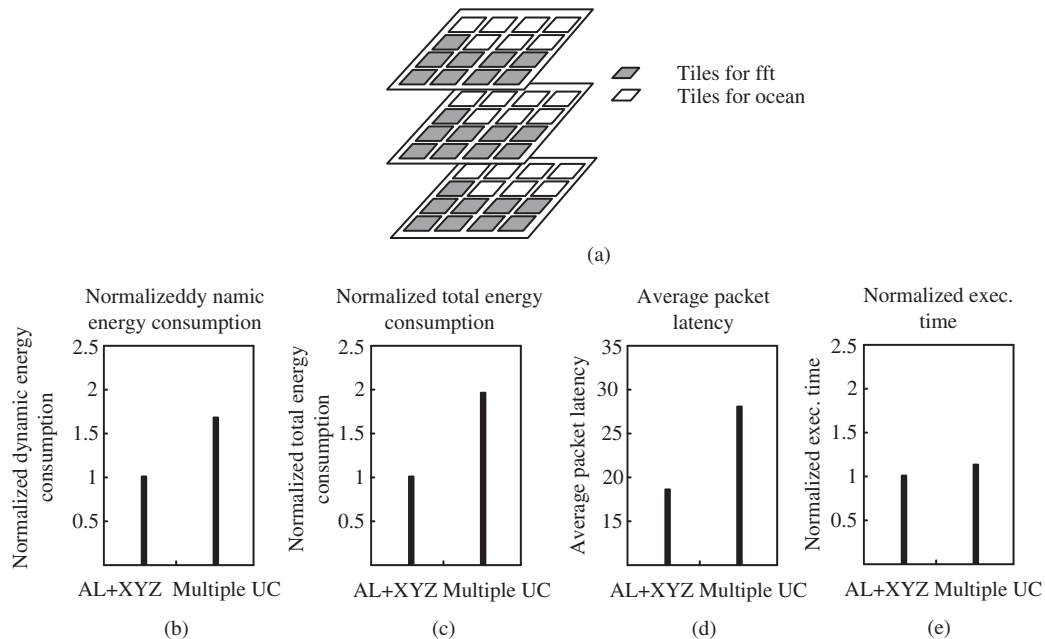 Tiles for fft
Tiles for ocean
(a)
Normalizeddy namic
energy consumption
Normalized dynamic energy
consumption
2.5
2
1.5
1
0.5
AL+XYZ Multiple UC
(b)
Normalized total energy
consumption
Normalized total energy
consumption
2.5
2
1.5
1
0.5
AL+XYZ Multiple UC
(c)
Average packet
latency
Average packet latency
35
30
25
20
15
AL+XYZ Multiple UC
(d)
Normalized exec.
time
Normalized exec. time
2.5
2
1.5
1
0.5
AL+XYZ Multiple UC
(e)